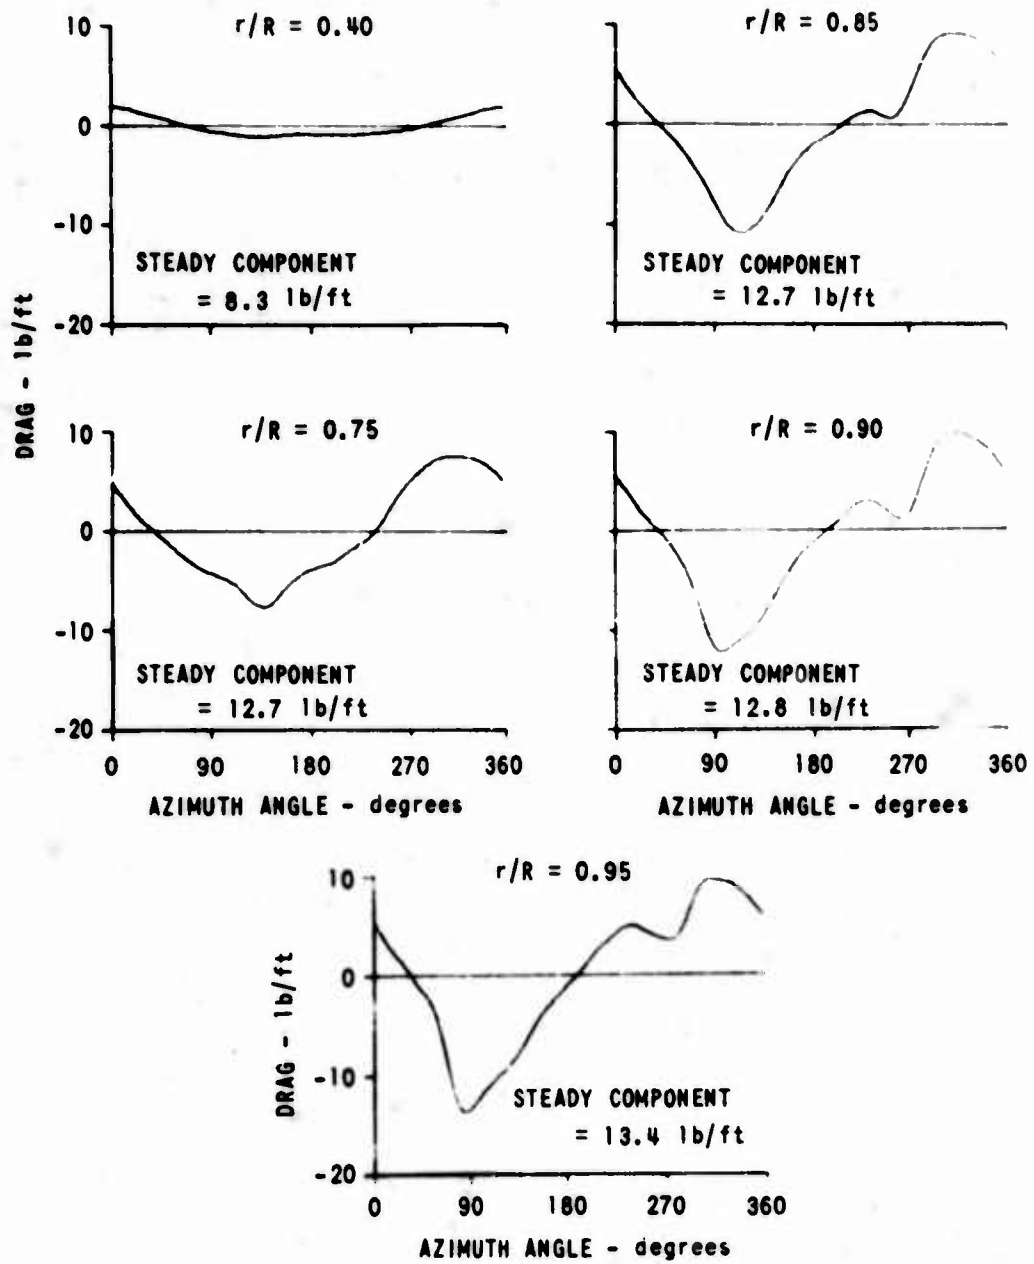 r/R = 0.40
10
0
-10
-20
STEADY COMPONENT
= 8.3 lb/ft
r/R = 0.85
STEADY COMPONENT
= 12.7 lb/ft
DRAG - lb/ft
r/R = 0.75
10
0
-10
-20
STEADY COMPONENT
= 12.7 lb/ft
0 90 180 270 360
AZIMUTH ANGLE - degrees
r/R = 0.90
STEADY COMPONENT
= 12.8 lb/ft
0 90 180 270 360
AZIMUTH ANGLE - degrees
r/R = 0.95
10
0
-10
-20
DRAG - lb/ft
STEADY COMPONENT
= 13.4 lb/ft
0 90 180 270 360
AZIMUTH ANGLE - degrees